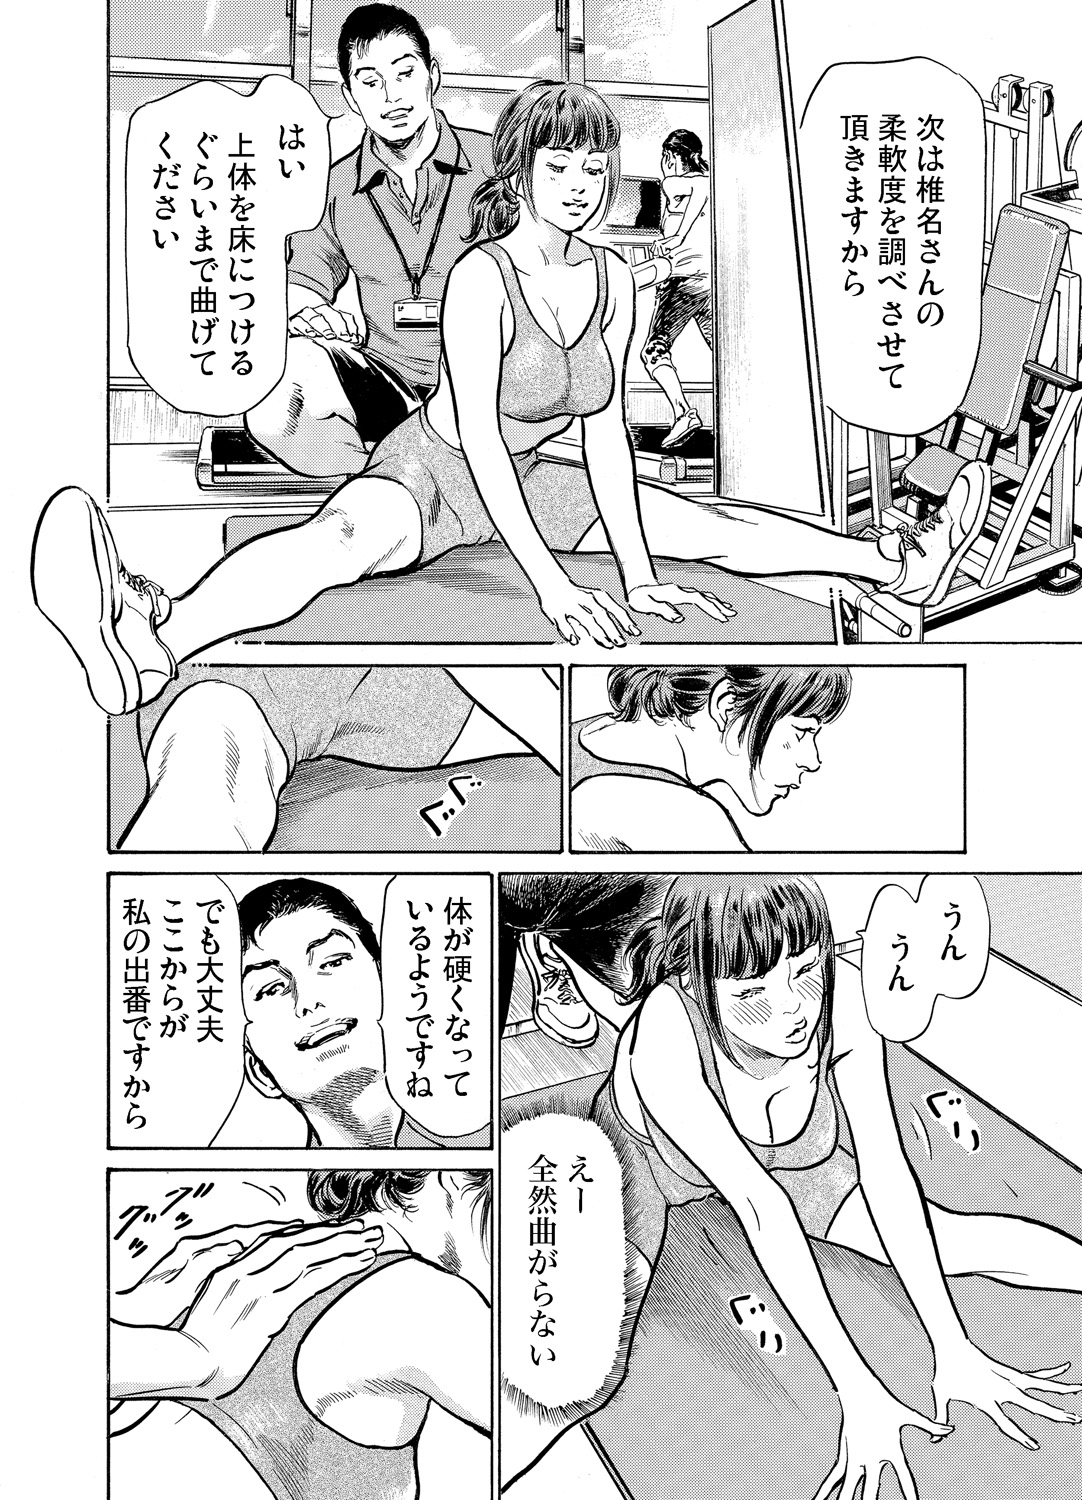 次は椎名さんの
柔軟度を調べさせて
頂きますから
はい
上体を床につける
ぐらいまで曲げて
ください
ぐぐ
うん
うん
ぐいっ
えー
全然曲がらない
ぐいっ
体が硬くなって
いるようですね
でも大丈夫
ここからが
私の出番ですから
グッ
グッ